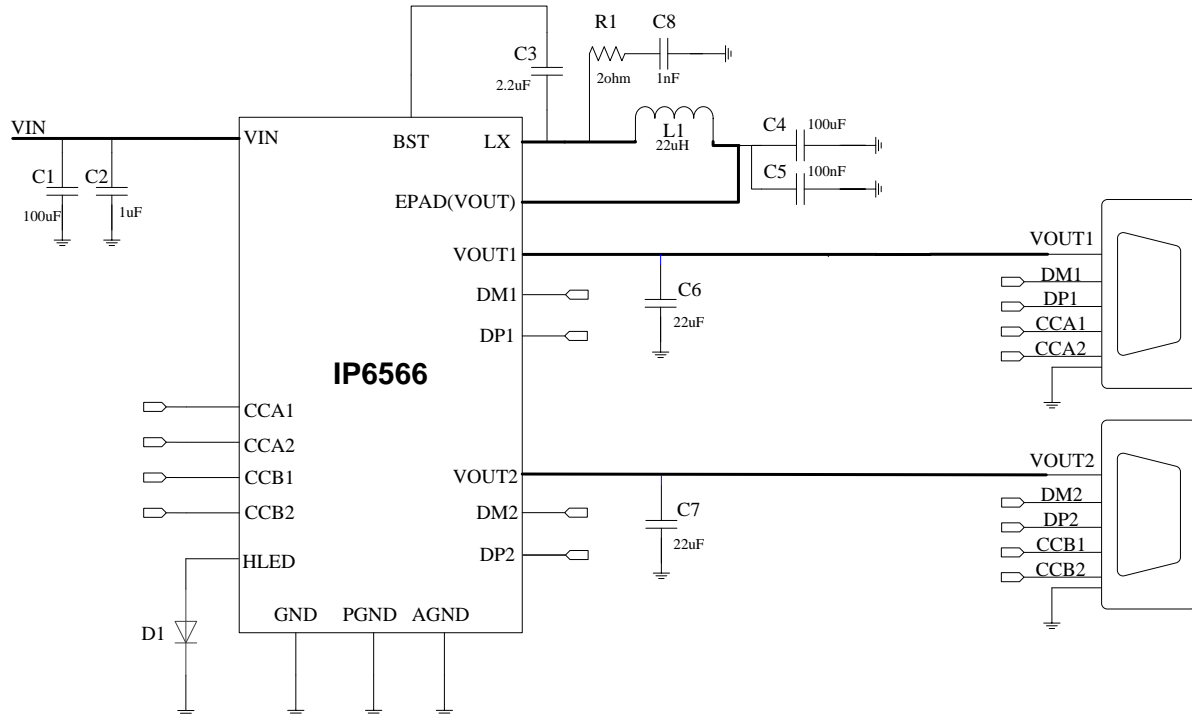 R1
C8
C3
2.2uF
2ohm
1nF
VIN
VIN
BST
LX
L1
22uH
C4
100uF
C1
C2
C5
100nF
100uF
1uF
EPAD(VOUT)
VOUT1
VOUT1
DM1
DM1
C6
DP1
22uF
DP1
CCA1
CCA2
IP6566
CCA1
CCA2
CCB1
CCB2
VOUT2
VOUT2
DM2
DM2
C7
DP2
22uF
DP2
CCB1
CCB2
HLED
D1
GND
PGND
AGND